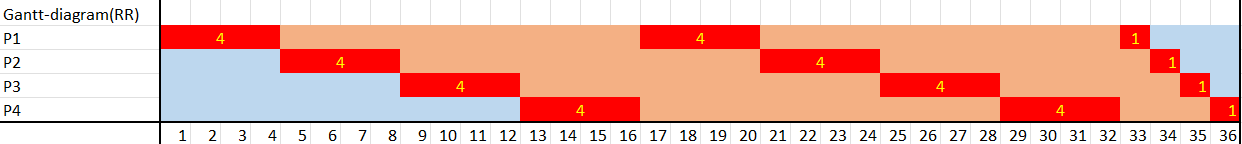 Gantt-diagram(RR)
P1 4 4 1
P2 4 4 1
P3 4 4 1
P4 4 4 1
1 2 3 4 5 6 7 8 9 10 11 12 13 14 15 16 17 18 19 20 21 22 23 24 25 26 27 28 29 30 31 32 33 34 35 36